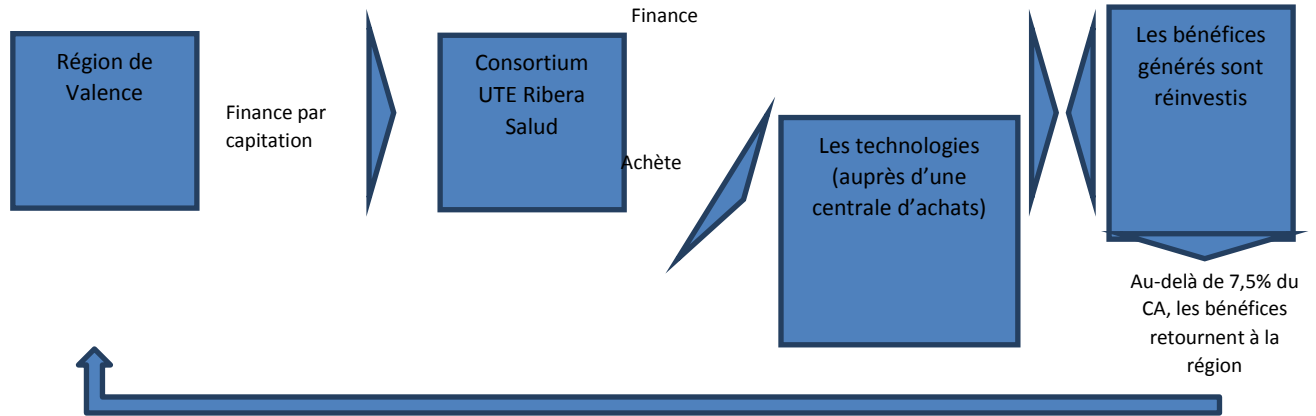 Région de
Valence
Finance par
capitation
Consortium
UTE Ribera
Salud
Finance
Achète
Les technologies
(auprès d’une
centrale d’achats)
Les bénéfices
générés sont
réinvestis
Au-delà de 7,5% du
CA, les bénéfices
retournent à la
région